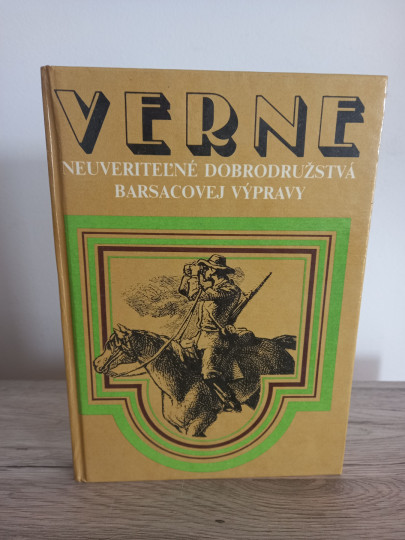 VERNE
NEUVERITEĽNÉ DOBRODRUŽSTVÁ
BARSACOVEJ VÝPRAVY